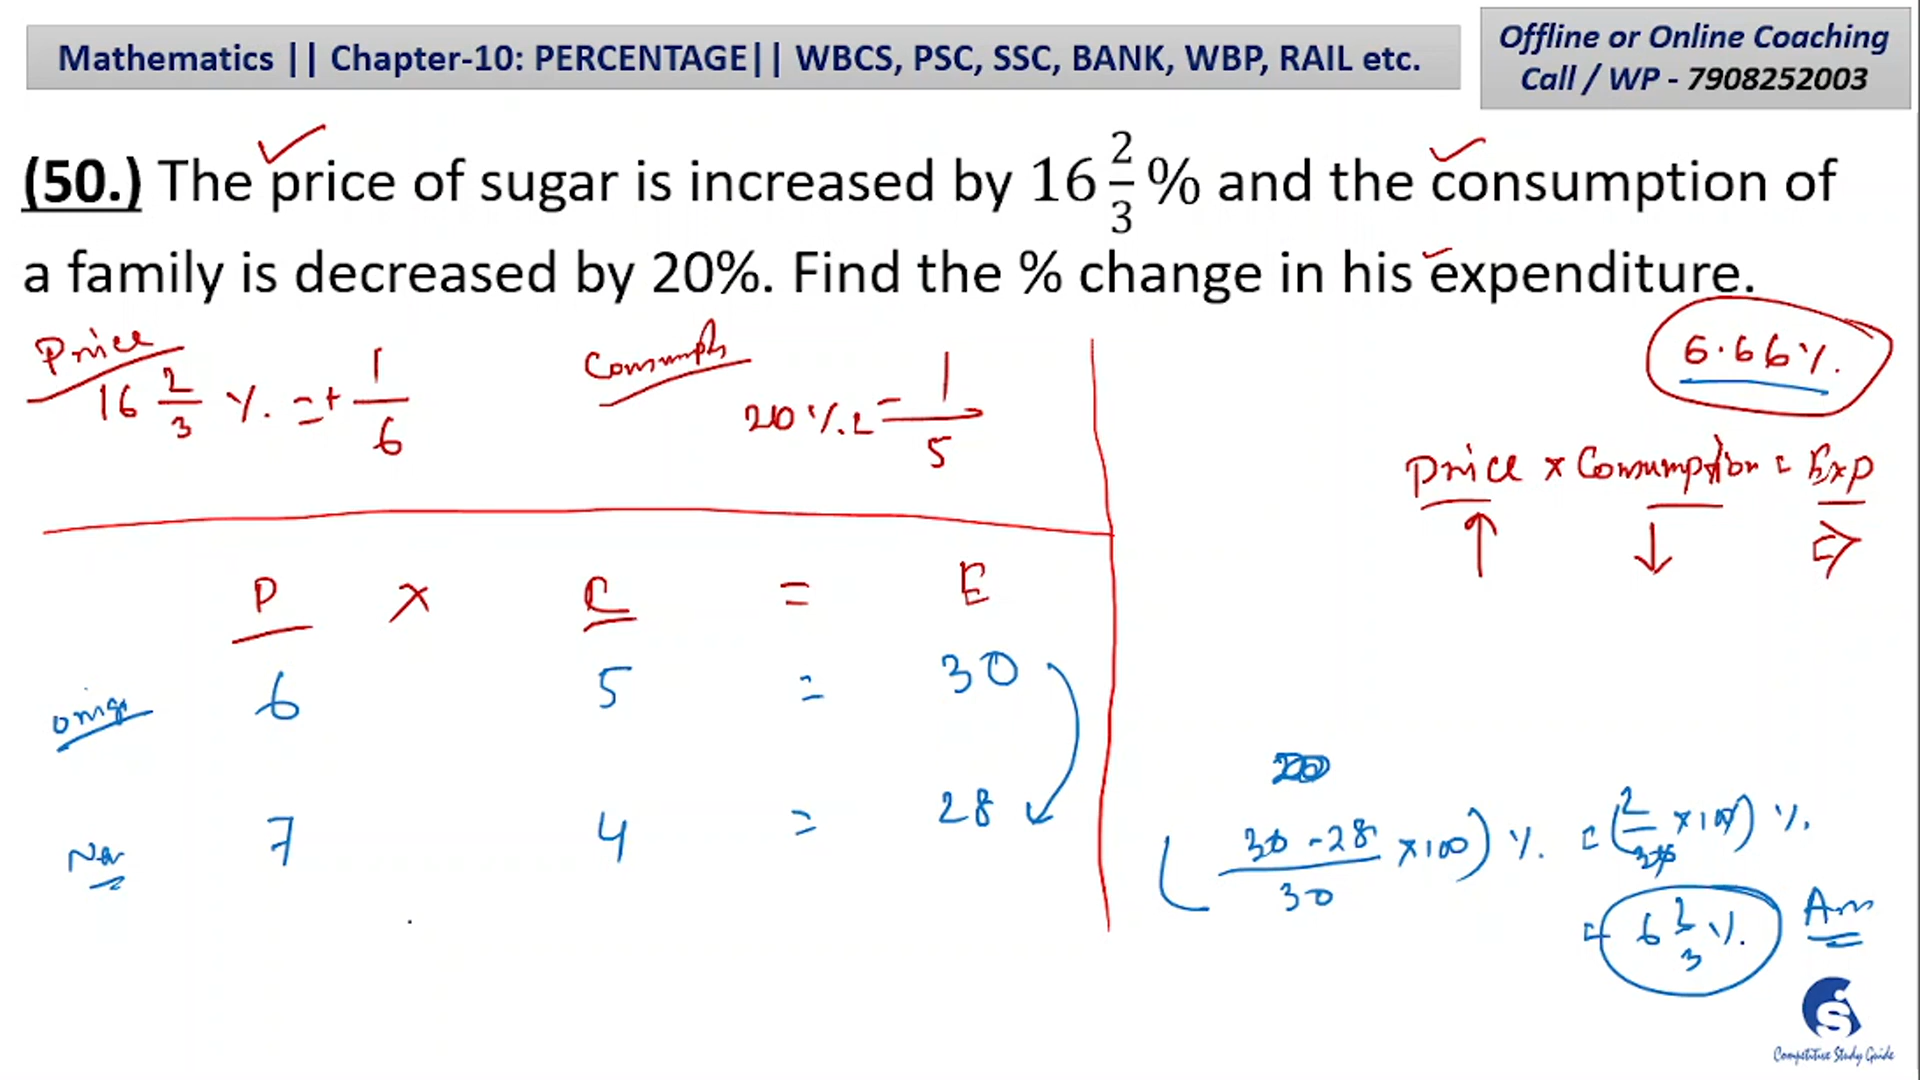 Mathematics || Chapter-10: PERCENTAGE|| WBCS, PSC, SSC, BANK, WBP, RAIL etc.
Offline or Online Coaching
Call / WP - 7908252003
(50.) The price of sugar is increased by 16 2/3 % and the consumption of
a family is decreased by 20%. Find the % change in his expenditure.
Price
16 2/3 %. = + 1/6
20%. = - 1/5
6.66%.
Price × Consumption = Exp
↑ ↓ ⇒
P × C = E
6 5 = 30
7 4 = 28
(30-28/30 ×100) %. = (2/30 ×100) %.
= 6 2/3 %. Ans
Competitive Study Guide